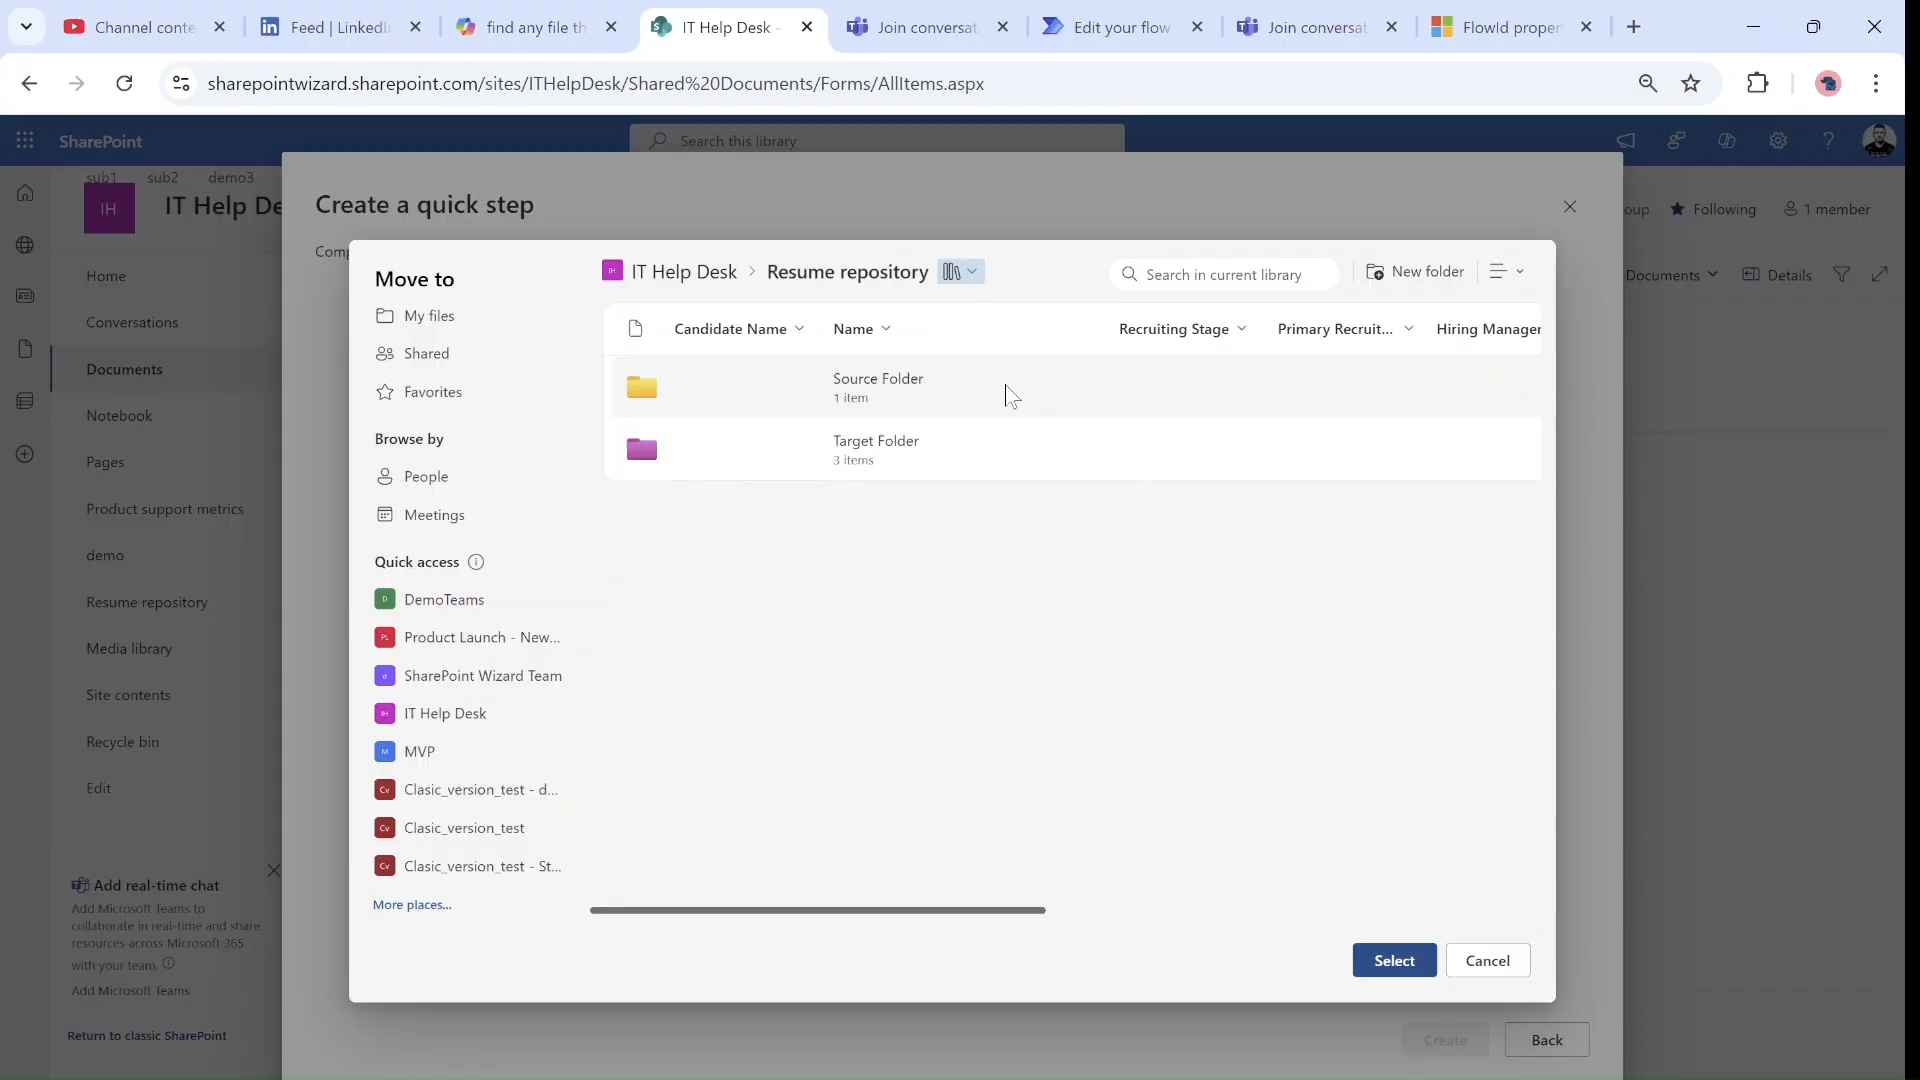 Channel conte
Feed | LinkedIn
find any file th
IT Help Desk -
Join conversat
Edit your flow
Join conversat
FlowId proper
sharepointwizard.sharepoint.com/sites/ITHelpDesk/Shared%20Documents/Forms/AllItems.aspx
SharePoint
Search this library
sub1 sub2 demo3
IH
IT Help De
Create a quick step
oup
Following
1 member
Comp
Documents
Details
Home
Conversations
Documents
Notebook
Pages
Product support metrics
demo
Resume repository
Media library
Site contents
Recycle bin
Edit
Add real-time chat
Add Microsoft Teams to
collaborate in real-time and share
resources across Microsoft 365
with your team.
Add Microsoft Teams
Return to classic SharePoint
Move to
My files
Shared
Favorites
Browse by
People
Meetings
Quick access
D DemoTeams
PL Product Launch - New...
d SharePoint Wizard Team
IH IT Help Desk
M MVP
Cv Clasic_version_test - d...
Cv Clasic_version_test
Cv Clasic_version_test - St...
More places...
IH IT Help Desk > Resume repository
Search in current library
New folder
Candidate Name
Name
Recruiting Stage
Primary Recruit...
Hiring Manager
Source Folder
1 item
Target Folder
3 items
Select
Cancel
Create
Back